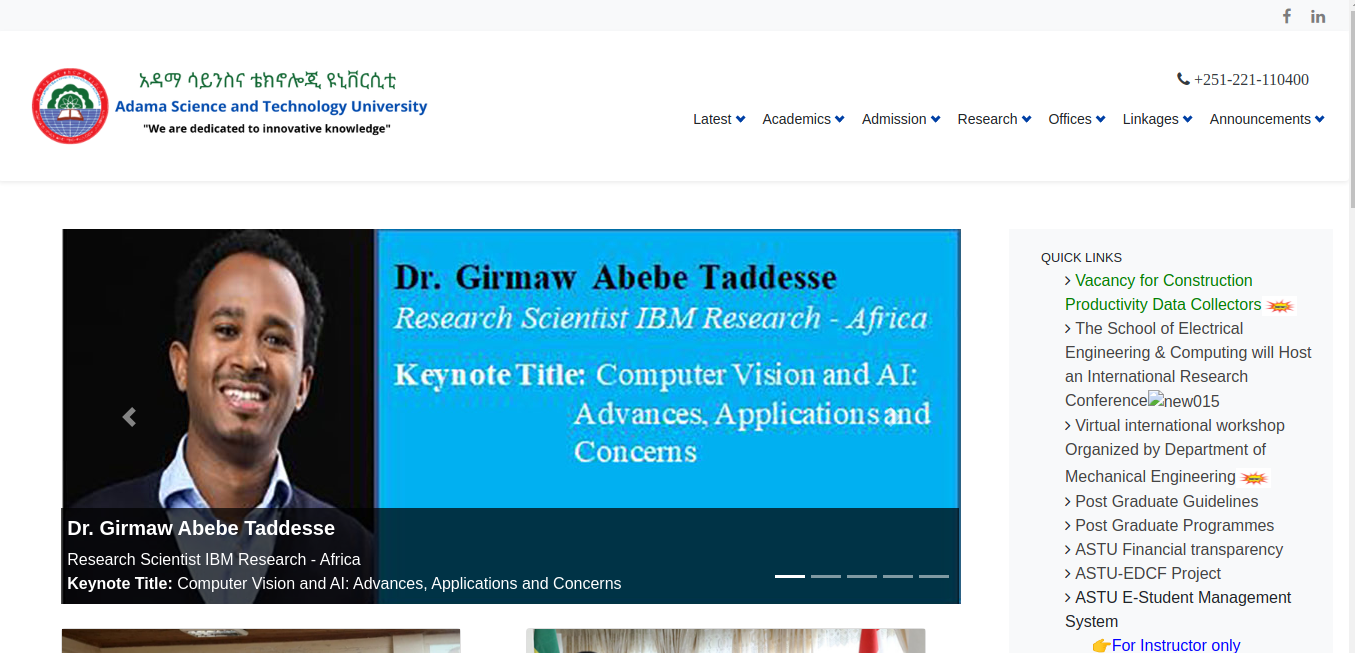 አዳማ ሳይንስና ቴክኖሎጂ ዩኒቨርሲቲ
Adama Science and Technology University
"We are dedicated to innovative knowledge"
+251-221-110400
Latest Academics Admission Research Offices Linkages Announcements
Dr. Girmaw Abebe Taddesse
Research Scientist IBM Research - Africa
Keynote Title: Computer Vision and AI:
Advances, Applications and
Concerns
Dr. Girmaw Abebe Taddesse
Research Scientist IBM Research - Africa
Keynote Title: Computer Vision and AI: Advances, Applications and Concerns
QUICK LINKS
Vacancy for Construction
Productivity Data Collectors
The School of Electrical
Engineering & Computing will Host
an International Research
Conference new015
Virtual international workshop
Organized by Department of
Mechanical Engineering
Post Graduate Guidelines
Post Graduate Programmes
ASTU Financial transparency
ASTU-EDCF Project
ASTU E-Student Management
System
👉For Instructor only